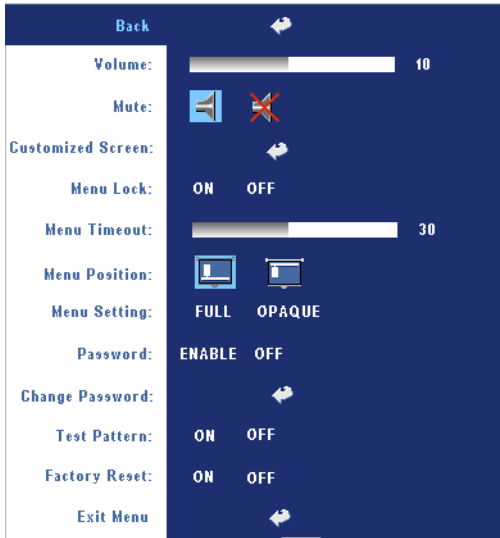 Back
Volume: 10
Mute:
Customized Screen:
Menu Lock: ON OFF
Menu Timeout: 30
Menu Position:
Menu Setting: FULL OPAQUE
Password: ENABLE OFF
Change Password:
Test Pattern: ON OFF
Factory Reset: ON OFF
Exit Menu